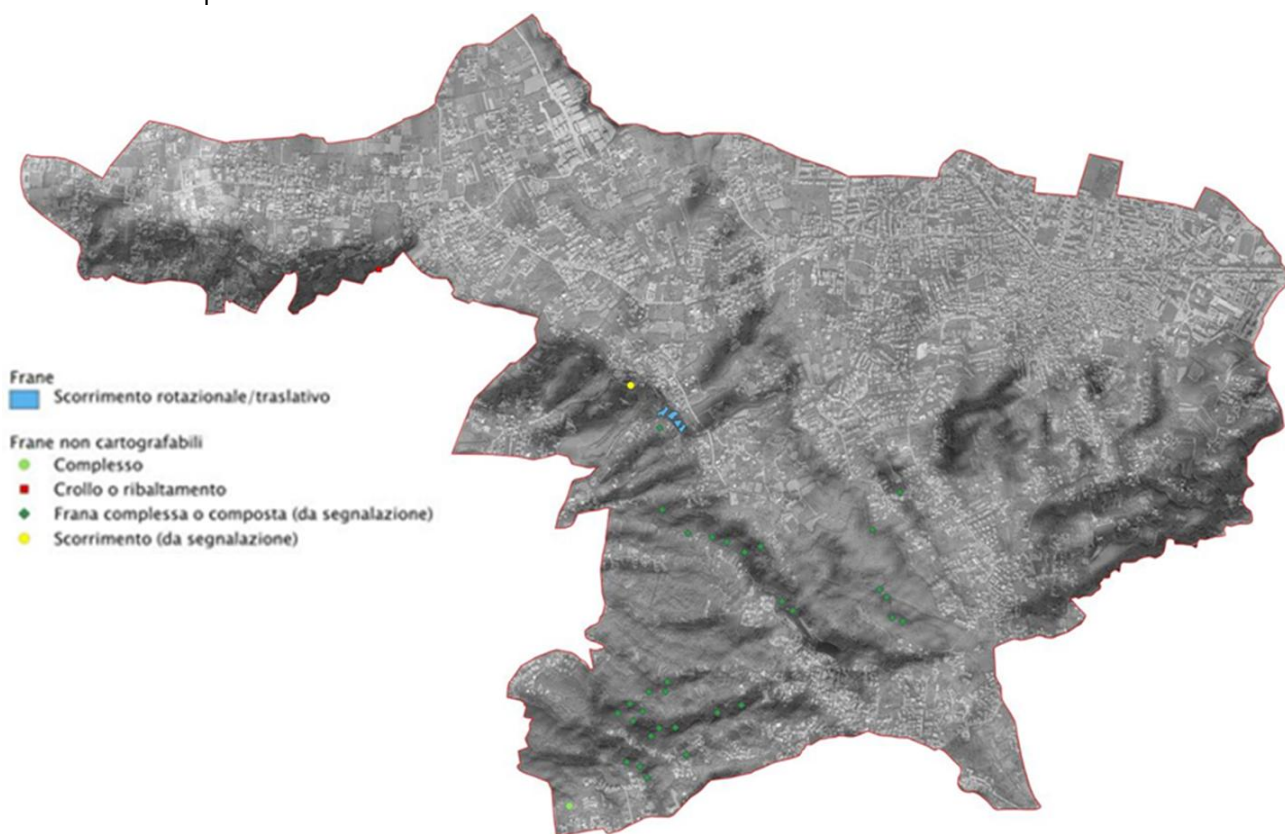 Frane
Scorrimento rotazionale/traslativo
Frane non cartografabili
Complesso
Crollo o ribaltamento
Frana complessa o composta (da segnalazione)
Scorrimento (da segnalazione)